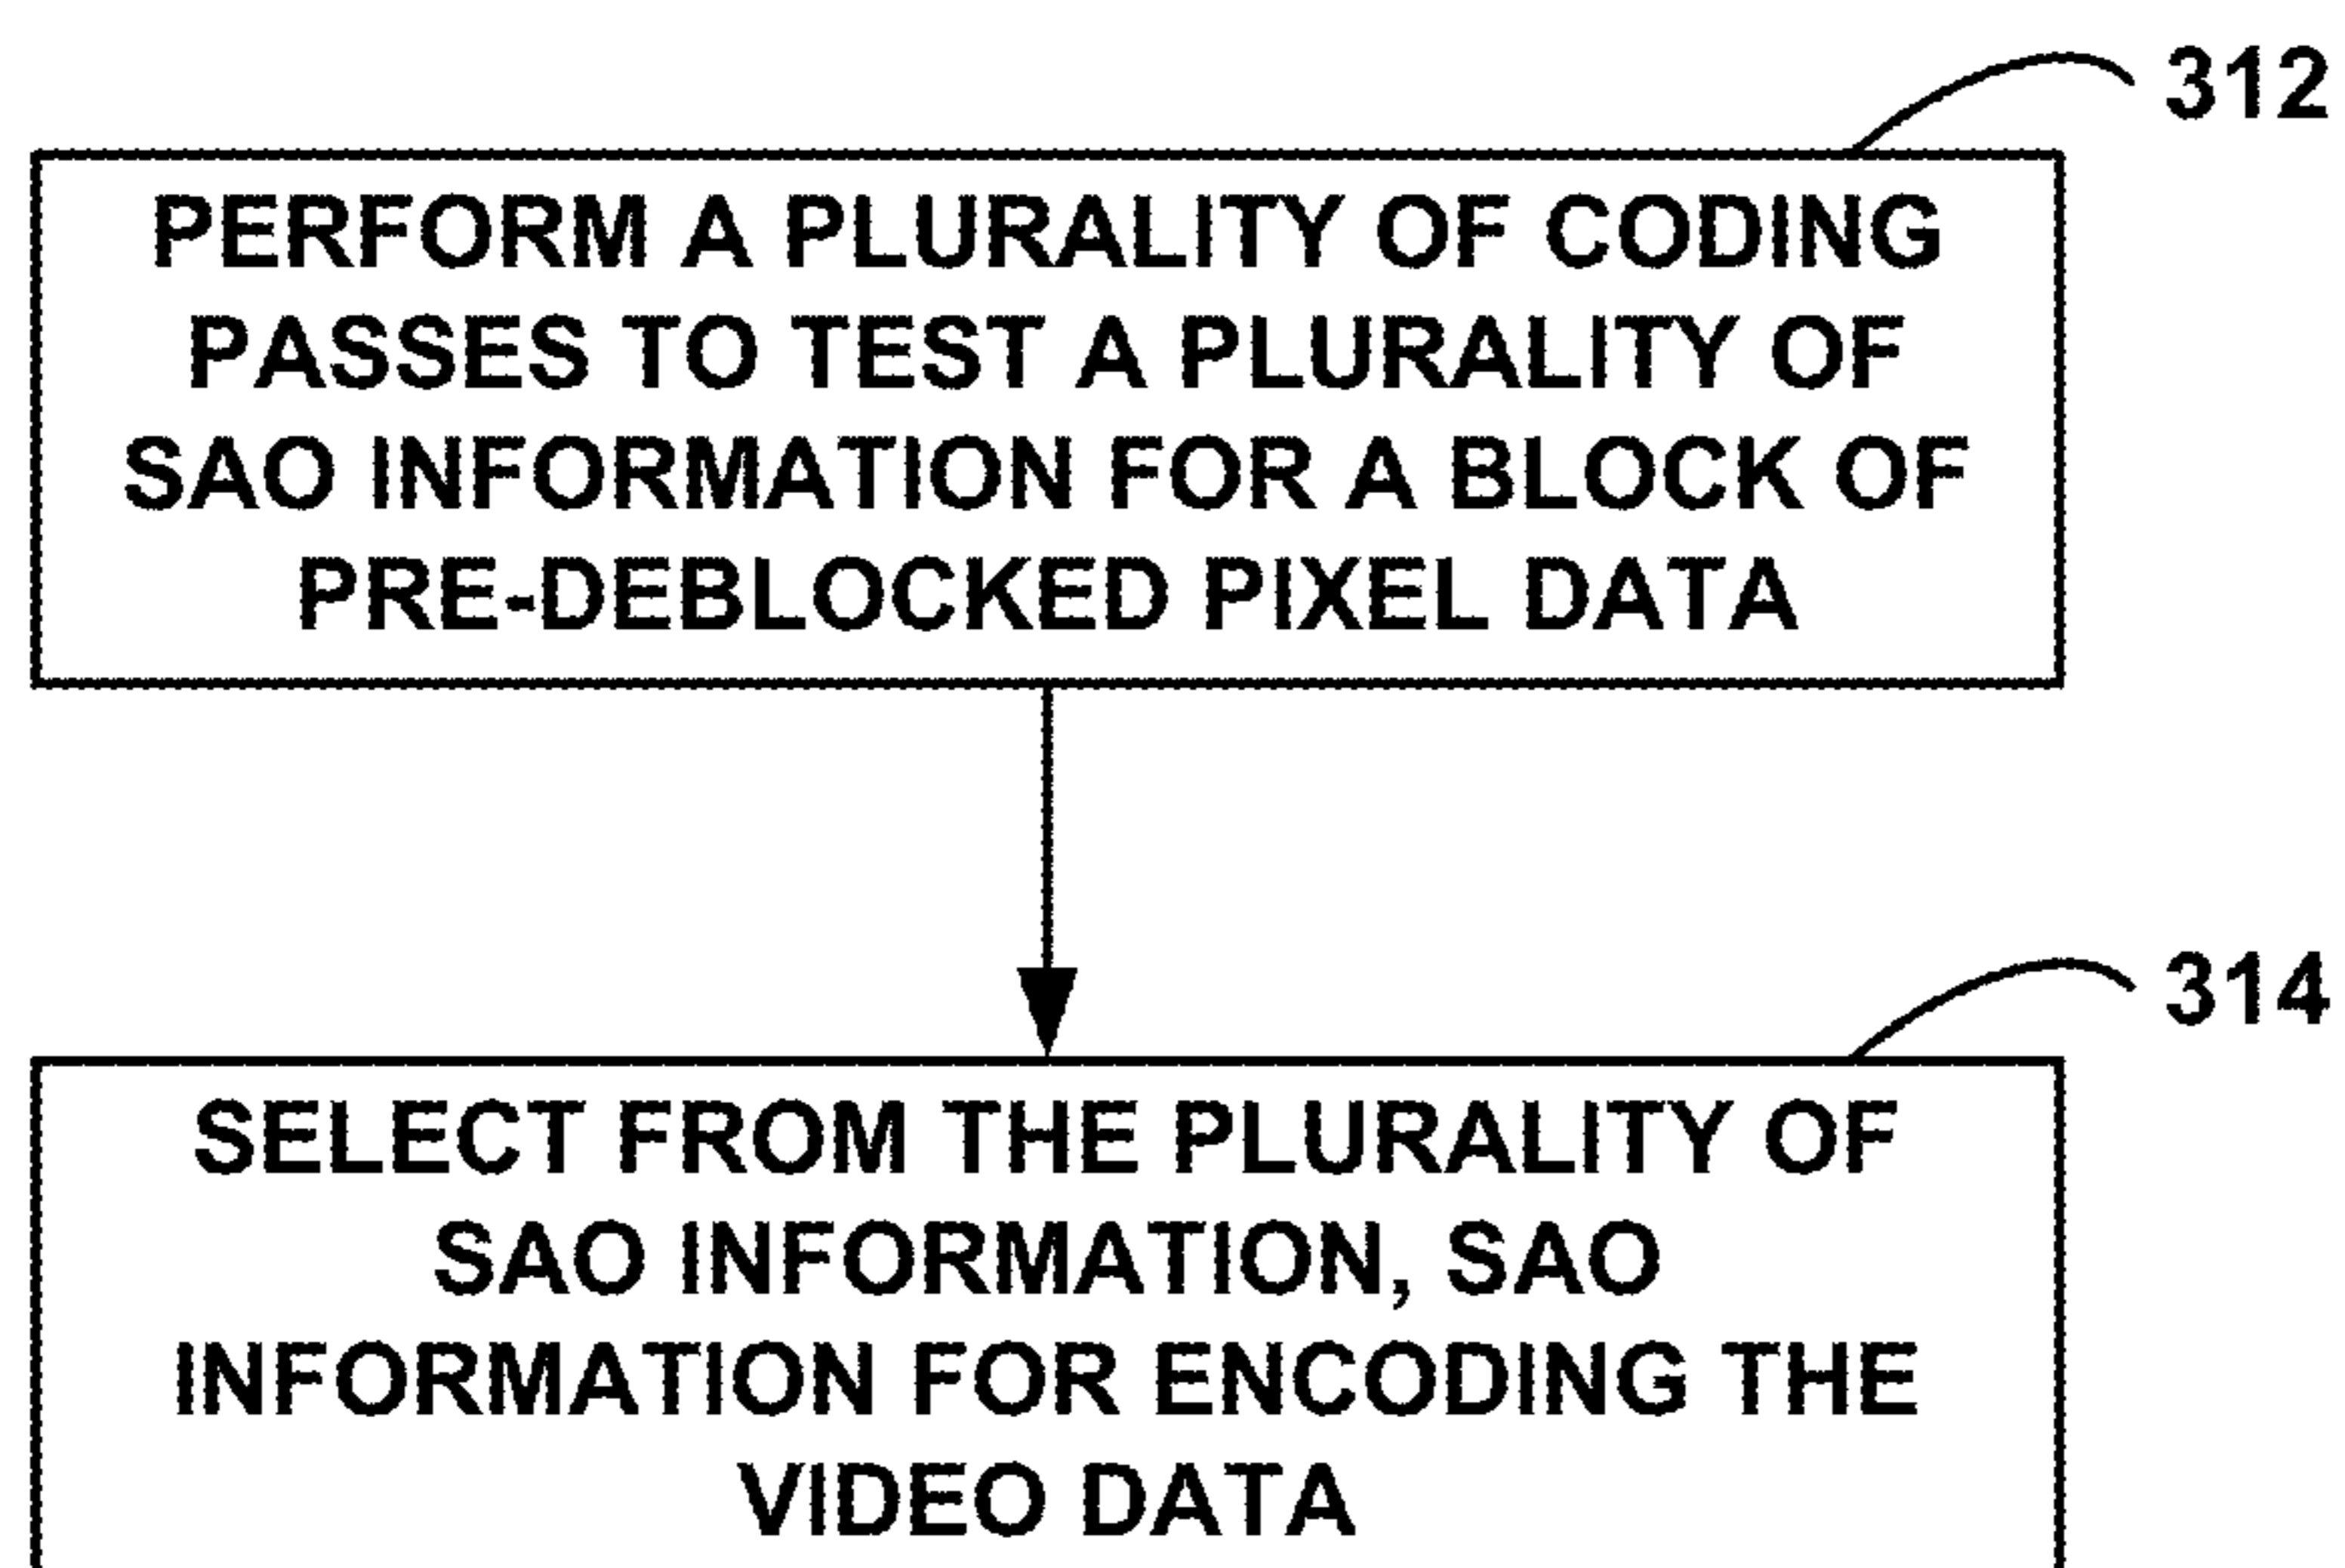 312
PERFORM A PLURALITY OF CODING
PASSES TO TEST A PLURALITY OF
SAO INFORMATION FOR A BLOCK OF
PRE-DEBLOCKED PIXEL DATA
314
SELECT FROM THE PLURALITY OF
SAO INFORMATION, SAO
INFORMATION FOR ENCODING THE
VIDEO DATA